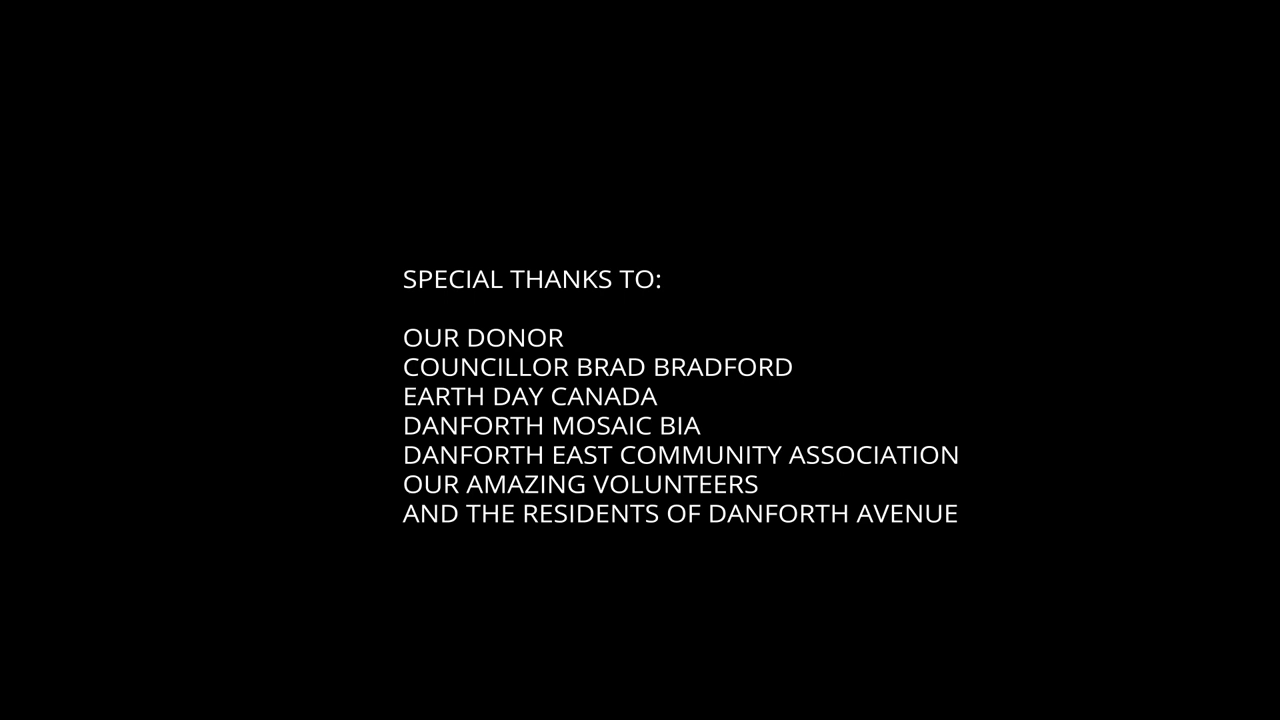 SPECIAL THANKS TO:
OUR DONOR
COUNCILLOR BRAD BRADFORD
EARTH DAY CANADA
DANFORTH MOSAIC BIA
DANFORTH EAST COMMUNITY ASSOCIATION
OUR AMAZING VOLUNTEERS
AND THE RESIDENTS OF DANFORTH AVENUE